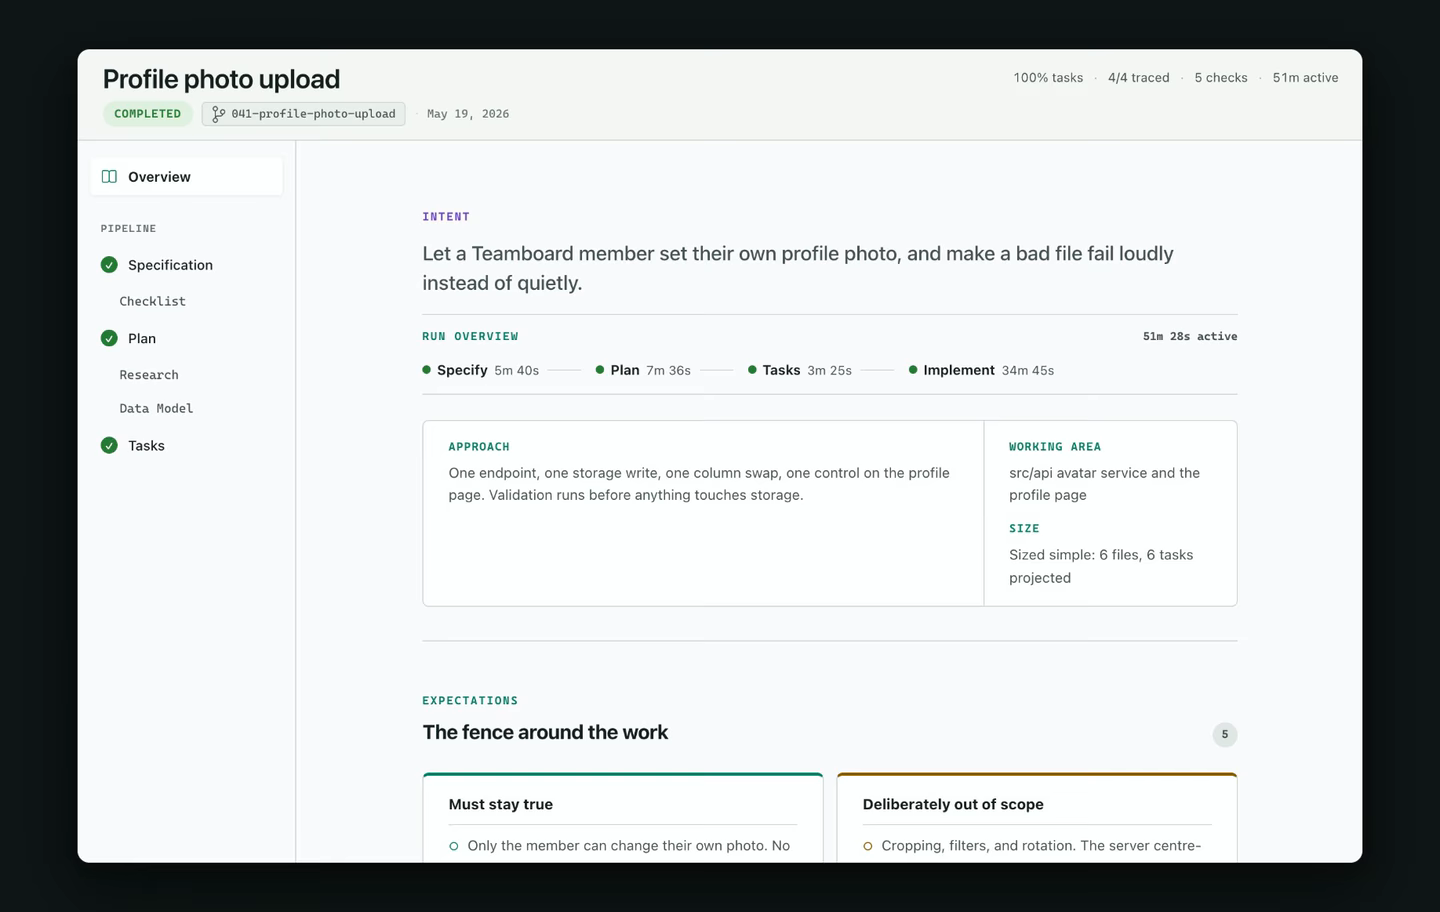 Profile photo upload
100% tasks · 4/4 traced · 5 checks · 51m active
COMPLETED 041-profile-photo-upload · May 19, 2026
Overview
PIPELINE
Specification
Checklist
Plan
Research
Data Model
Tasks
INTENT
Let a Teamboard member set their own profile photo, and make a bad file fail loudly
instead of quietly.
RUN OVERVIEW
51m 28s active
Specify 5m 40s
Plan 7m 36s
Tasks 3m 25s
Implement 34m 45s
APPROACH
One endpoint, one storage write, one column swap, one control on the profile
page. Validation runs before anything touches storage.
WORKING AREA
src/api avatar service and the
profile page
SIZE
Sized simple: 6 files, 6 tasks
projected
EXPECTATIONS
The fence around the work
5
Must stay true
Only the member can change their own photo. No
Deliberately out of scope
Cropping, filters, and rotation. The server centre-